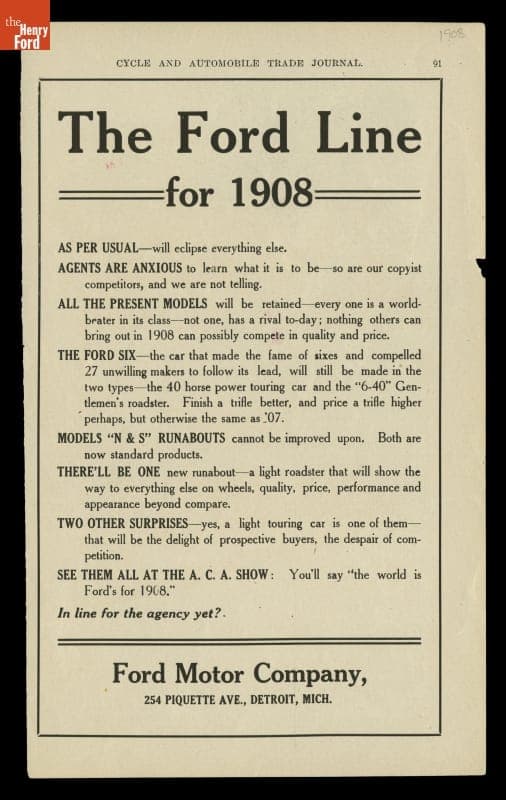 the
Henry
Ford
1908
CYCLE AND AUTOMOBILE TRADE JOURNAL. 91
The Ford Line
for 1908
AS PER USUAL—will eclipse everything else.
AGENTS ARE ANXIOUS to learn what it is to be—so are our copyist
competitors, and we are not telling.
ALL THE PRESENT MODELS will be retained—every one is a world-
beater in its class—not one, has a rival to-day; nothing others can
bring out in 1908 can possibly compete in quality and price.
THE FORD SIX—the car that made the fame of sixes and compelled
27 unwilling makers to follow its lead, will still be made in the
two types—the 40 horse power touring car and the "6-40" Gen-
tlemen's roadster. Finish a trifle better, and price a trifle higher
perhaps, but otherwise the same as '07.
MODELS "N & S" RUNABOUTS cannot be improved upon. Both are
now standard products.
THERE'LL BE ONE new runabout—a light roadster that will show the
way to everything else on wheels, quality, price, performance and
appearance beyond compare.
TWO OTHER SURPRISES—yes, a light touring car is one of them—
that will be the delight of prospective buyers, the despair of com-
petition.
SEE THEM ALL AT THE A. C. A. SHOW: You'll say "the world is
Ford's for 1908."
In line for the agency yet?
Ford Motor Company,
254 PIQUETTE AVE., DETROIT, MICH.